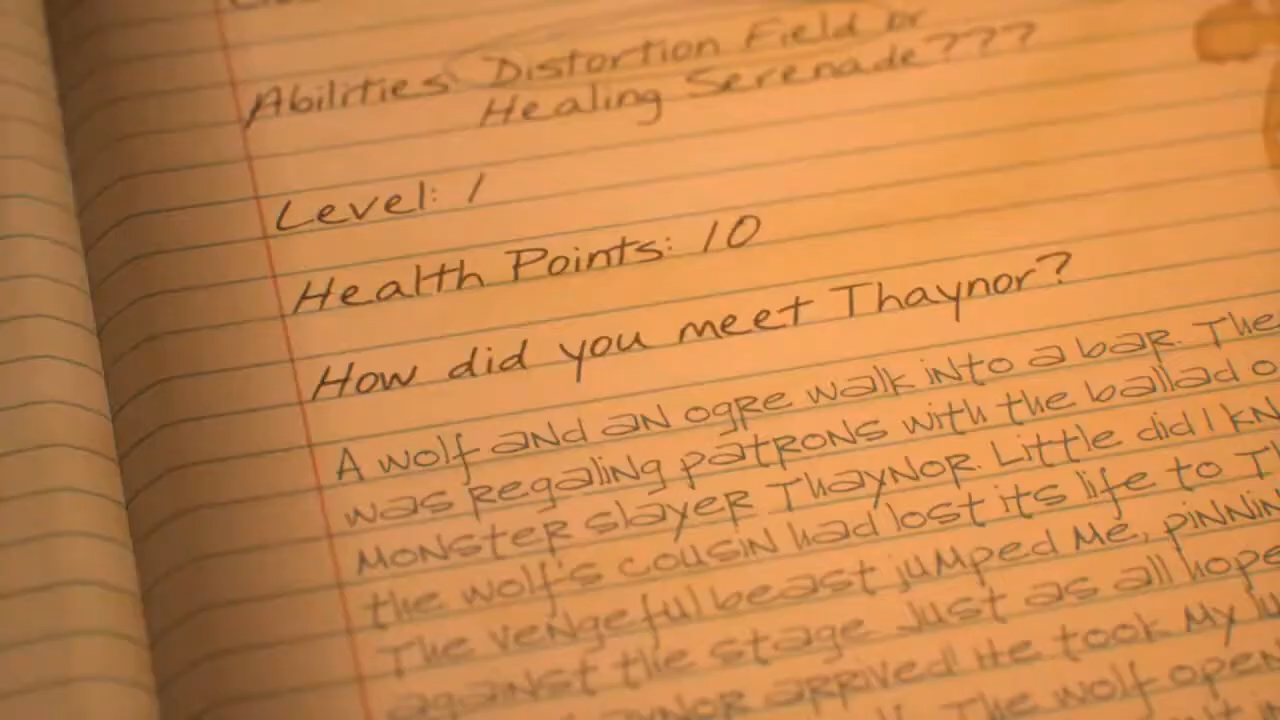 Abilities: Distortion Field or
Healing Serenade???
Level: 1
Health Points: 10
How did you meet Thaynor?
A wolf and an ogre walk into a bar. The
was regaling patrons with the ballad o
monster slayer Thaynor. Little did I kn
the wolf's cousin had lost its life to T
The vengeful beast jumped me, pinnin
against the stage. Just as all hope
arrived! He took my
The wolf open